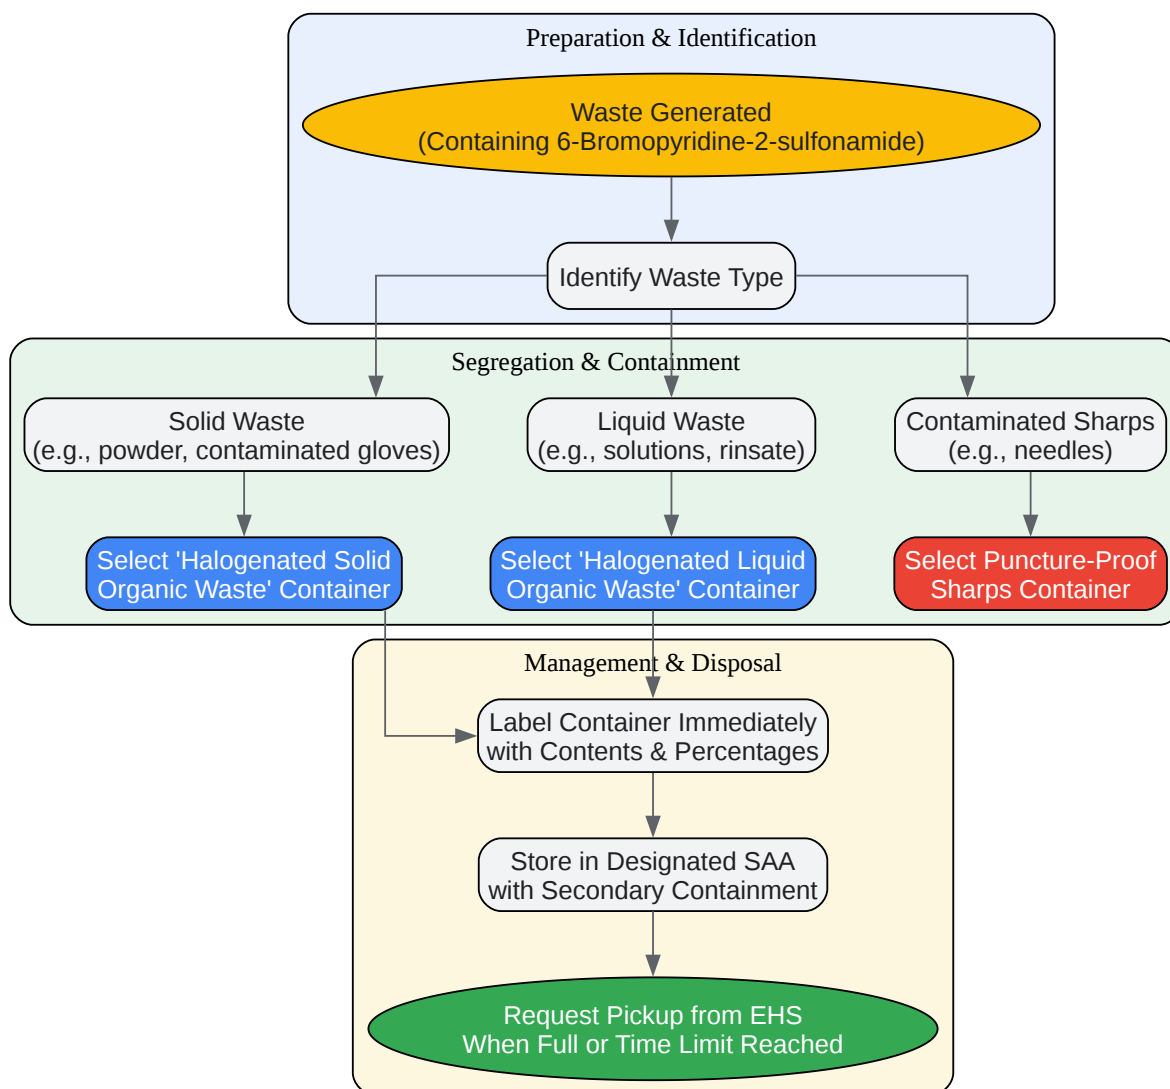 Preparation & Identification
Waste Generated
(Containing 6-Bromopyridine-2-sulfonamide)
Identify Waste Type
Segregation & Containment
Solid Waste
(e.g., powder, contaminated gloves)
Liquid Waste
(e.g., solutions, rinsate)
Contaminated Sharps
(e.g., needles)
Select 'Halogenated Solid
Organic Waste' Container
Select 'Halogenated Liquid
Organic Waste' Container
Select Puncture-Proof
Sharps Container
Management & Disposal
Label Container Immediately
with Contents & Percentages
Store in Designated SAA
with Secondary Containment
Request Pickup from EHS
When Full or Time Limit Reached